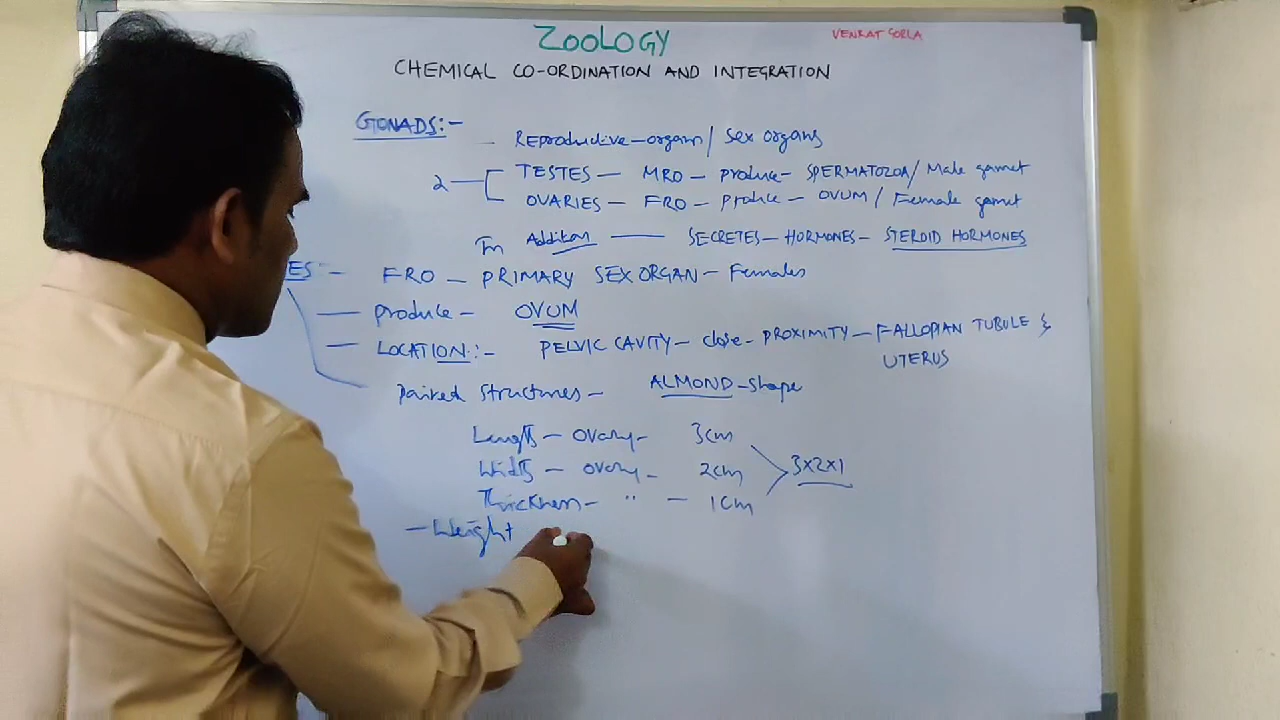 ZOOLOGY
VENKAT GORLA
CHEMICAL CO-ORDINATION AND INTEGRATION
GONADS:-
- Reproductive-organs/ Sex organs
2 — TESTES — MRO - produce- SPERMATOZOA/ Male gamet
OVARIES — FRO - produce - OVUM / Female gamet
In Addition — SECRETES - HORMONES - STEROID HORMONES
ES: - FRO - PRIMARY SEX ORGAN - Females
— produce - OVUM
— LOCATION:- PELVIC CAVITY - close - PROXIMITY - FALLOPIAN TUBULE &
UTERUS
Paired Structures - ALMOND-shape
Length - ovary - 3cm
Width - ovary - 2cm 3x2x1
Thickness - " - 1cm
- Weight